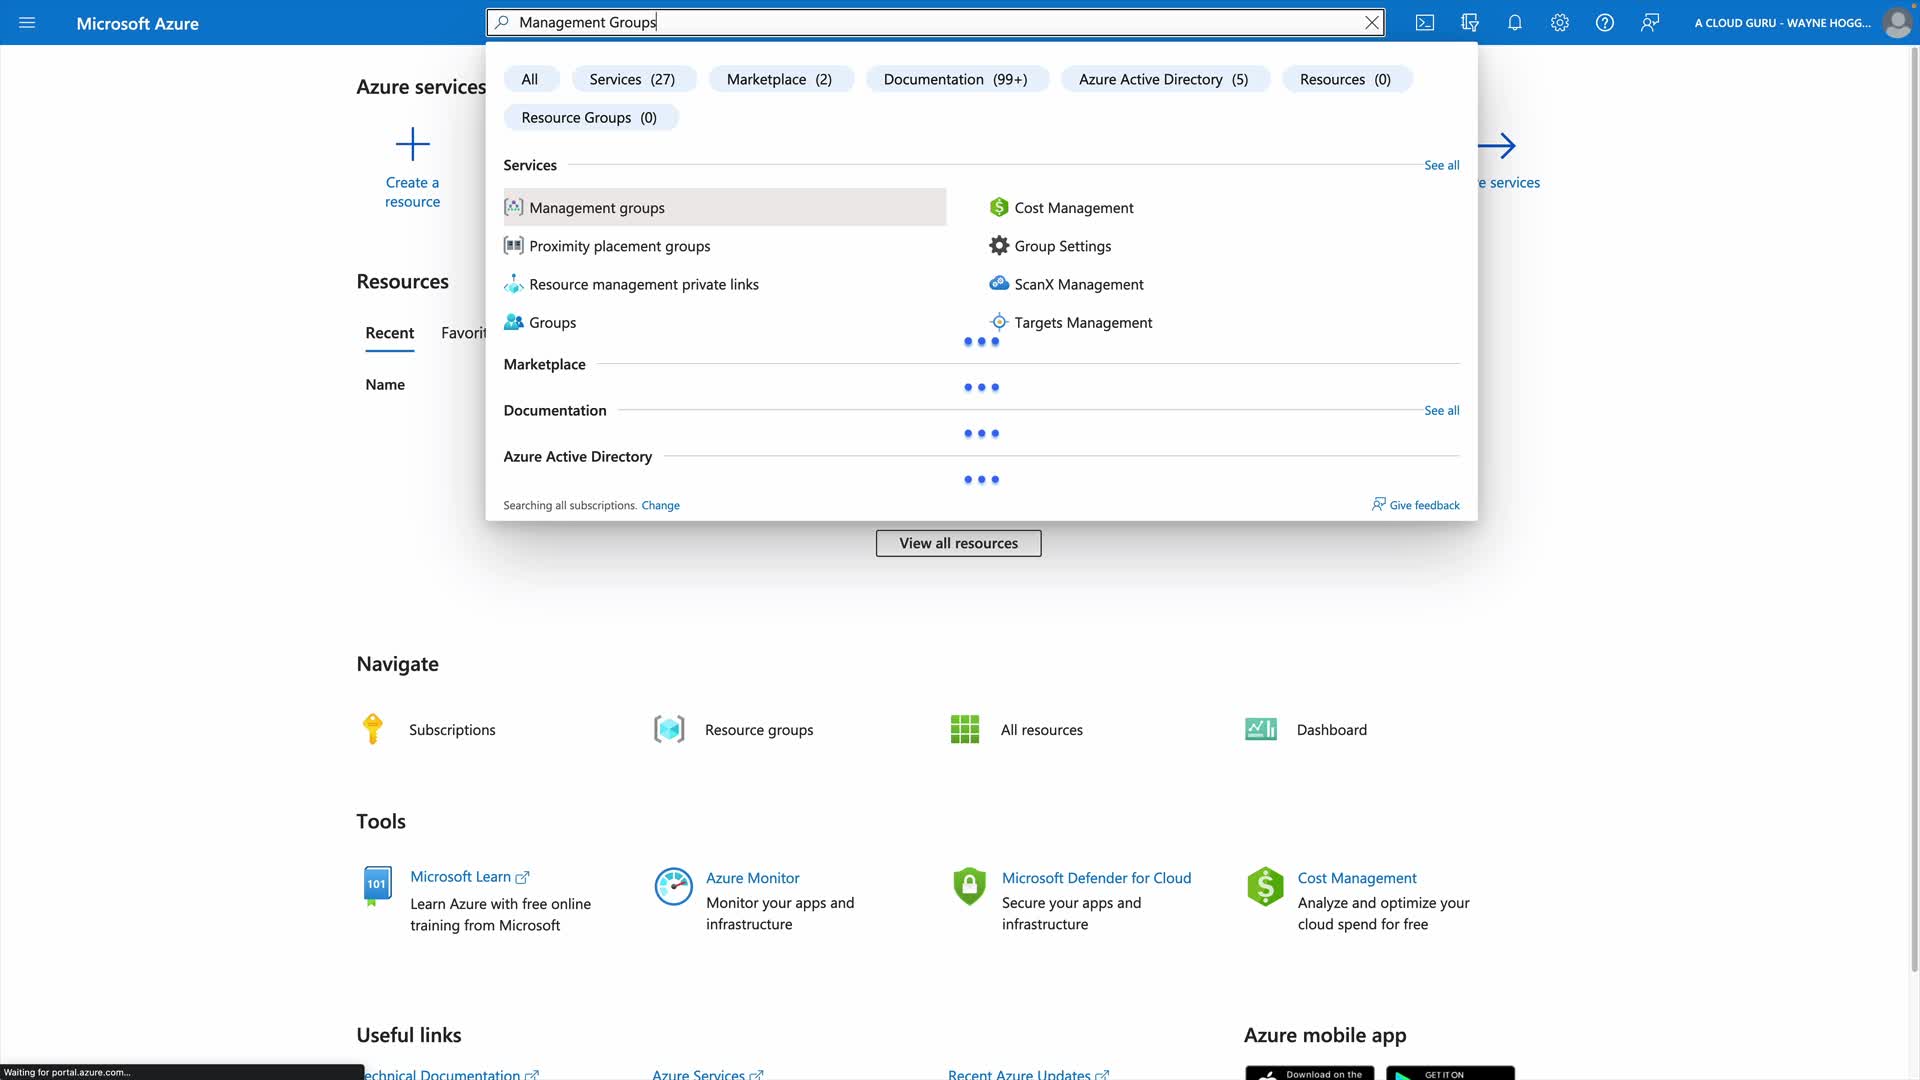 Microsoft Azure
Management Groups
A CLOUD GURU - WAYNE HOGG...
All
Services (27)
Marketplace (2)
Documentation (99+)
Azure Active Directory (5)
Resources (0)
Resource Groups (0)
Azure services
Create a
resource
services
Services
See all
Management groups
Cost Management
Proximity placement groups
Group Settings
Resource management private links
ScanX Management
Groups
Targets Management
Marketplace
Documentation
See all
Azure Active Directory
Searching all subscriptions. Change
Give feedback
Resources
Recent
Favorit
Name
View all resources
Navigate
Subscriptions
Resource groups
All resources
Dashboard
Tools
101
Microsoft Learn
Learn Azure with free online
training from Microsoft
Azure Monitor
Monitor your apps and
infrastructure
Microsoft Defender for Cloud
Secure your apps and
infrastructure
Cost Management
Analyze and optimize your
cloud spend for free
Useful links
Azure mobile app
echnical Documentation
Azure Services
Recent Azure Updates
Download on the
GET IT ON
Waiting for portal.azure.com...